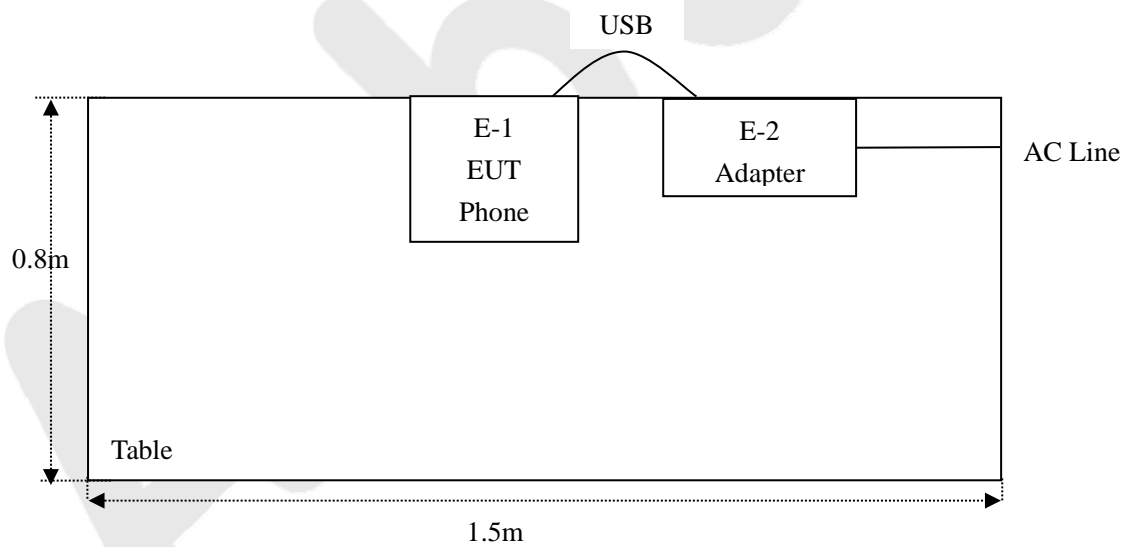 USB
E-1
EUT
Phone
E-2
Adapter
AC Line
0.8m
Table
1.5m